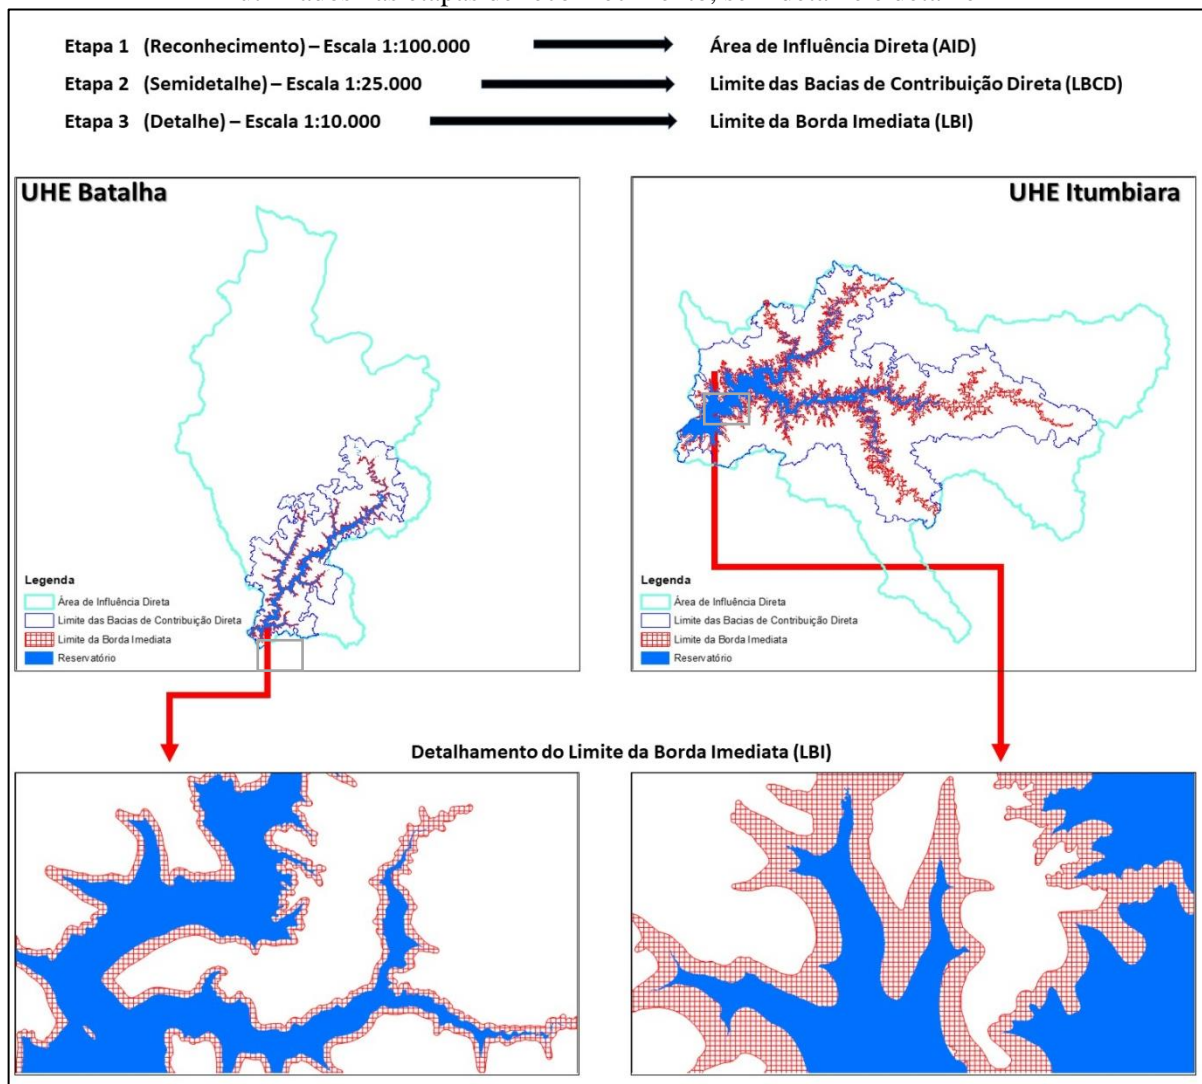 Etapa 1 (Reconhecimento) – Escala 1:100.000 Área de Influência Direta (AID)
Etapa 2 (Semidetalhe) – Escala 1:25.000 Limite das Bacias de Contribuição Direta (LBCD)
Etapa 3 (Detalhe) – Escala 1:10.000 Limite da Borda Imediata (LBI)
UHE Batalha
Legenda
Área de Influência Direta
Limite das Bacias de Contribuição Direta
Limite da Borda Imediata
Reservatório
UHE Itumbiara
Legenda
Área de Influência Direta
Limite das Bacias de Contribuição Direta
Limite da Borda Imediata
Reservatório
Detalhamento do Limite da Borda Imediata (LBI)